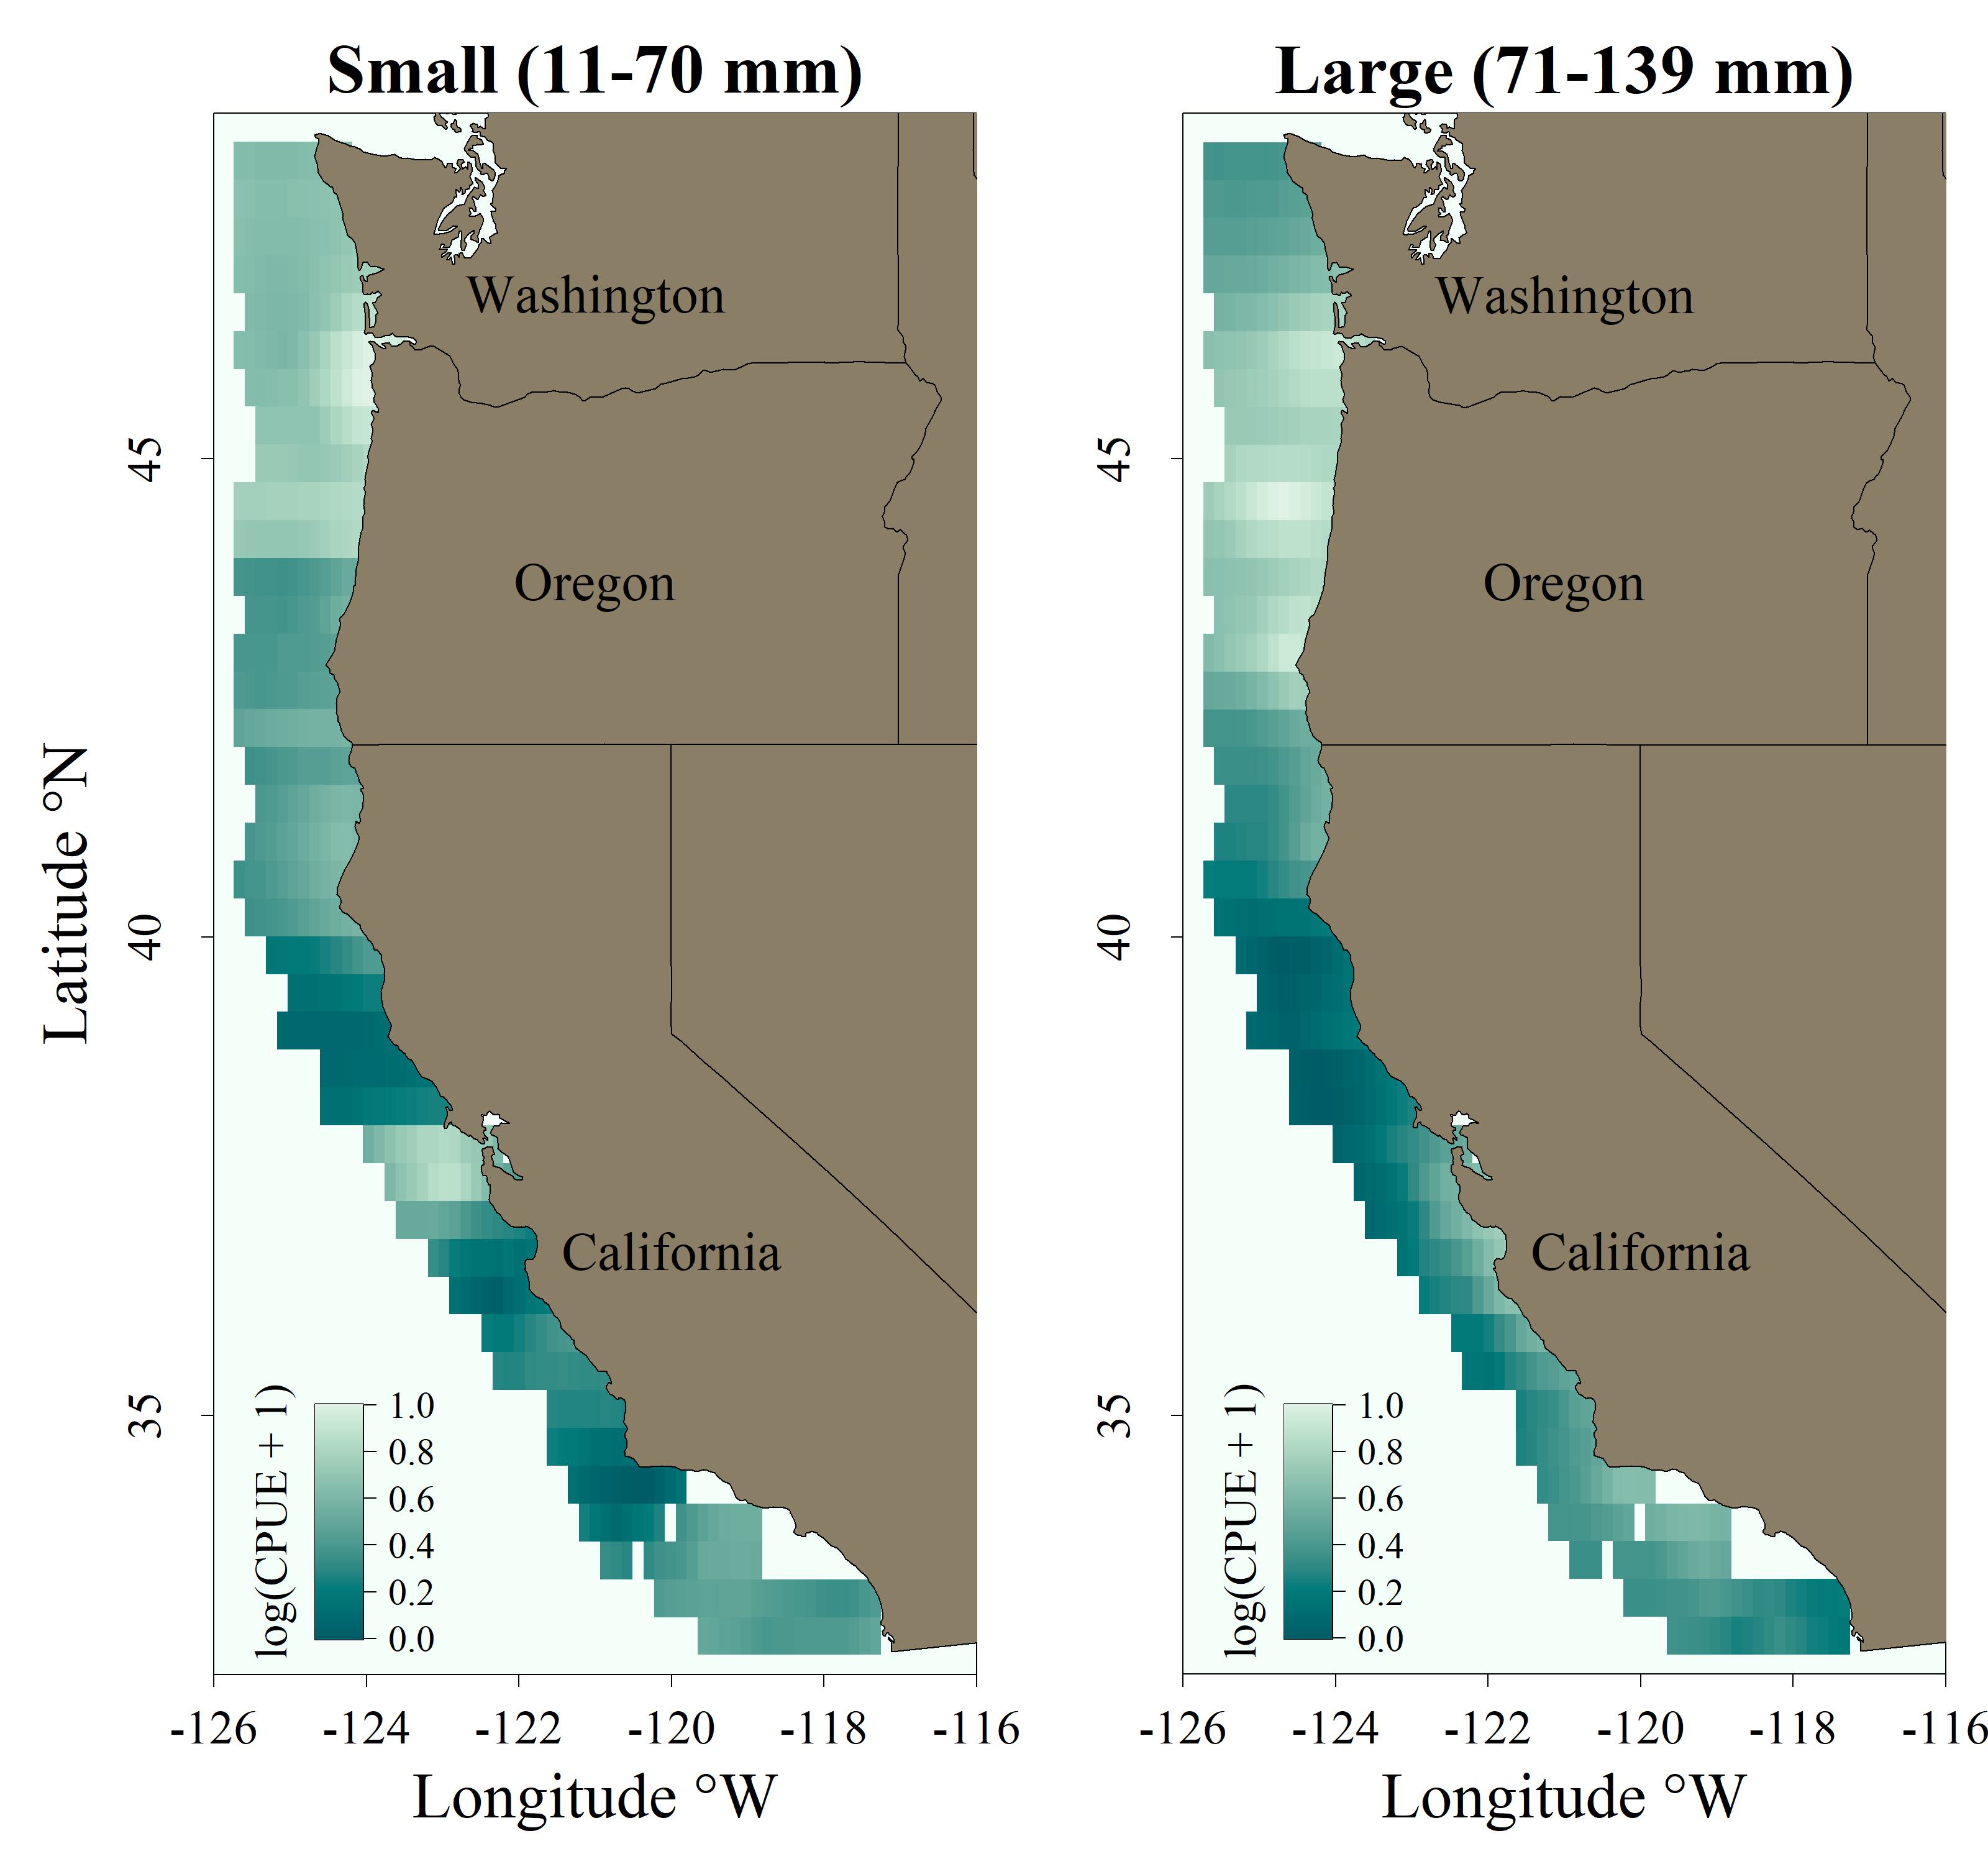 Small (11-70 mm)
Washington
Oregon
California
Latitude °N
45
40
35
log(CPUE + 1)
1.0
0.8
0.6
0.4
0.2
0.0
-126 -124 -122 -120 -118 -116
Longitude °W
Large (71-139 mm)
Washington
Oregon
California
45
40
35
log(CPUE + 1)
1.0
0.8
0.6
0.4
0.2
0.0
-126 -124 -122 -120 -118 -116
Longitude °W